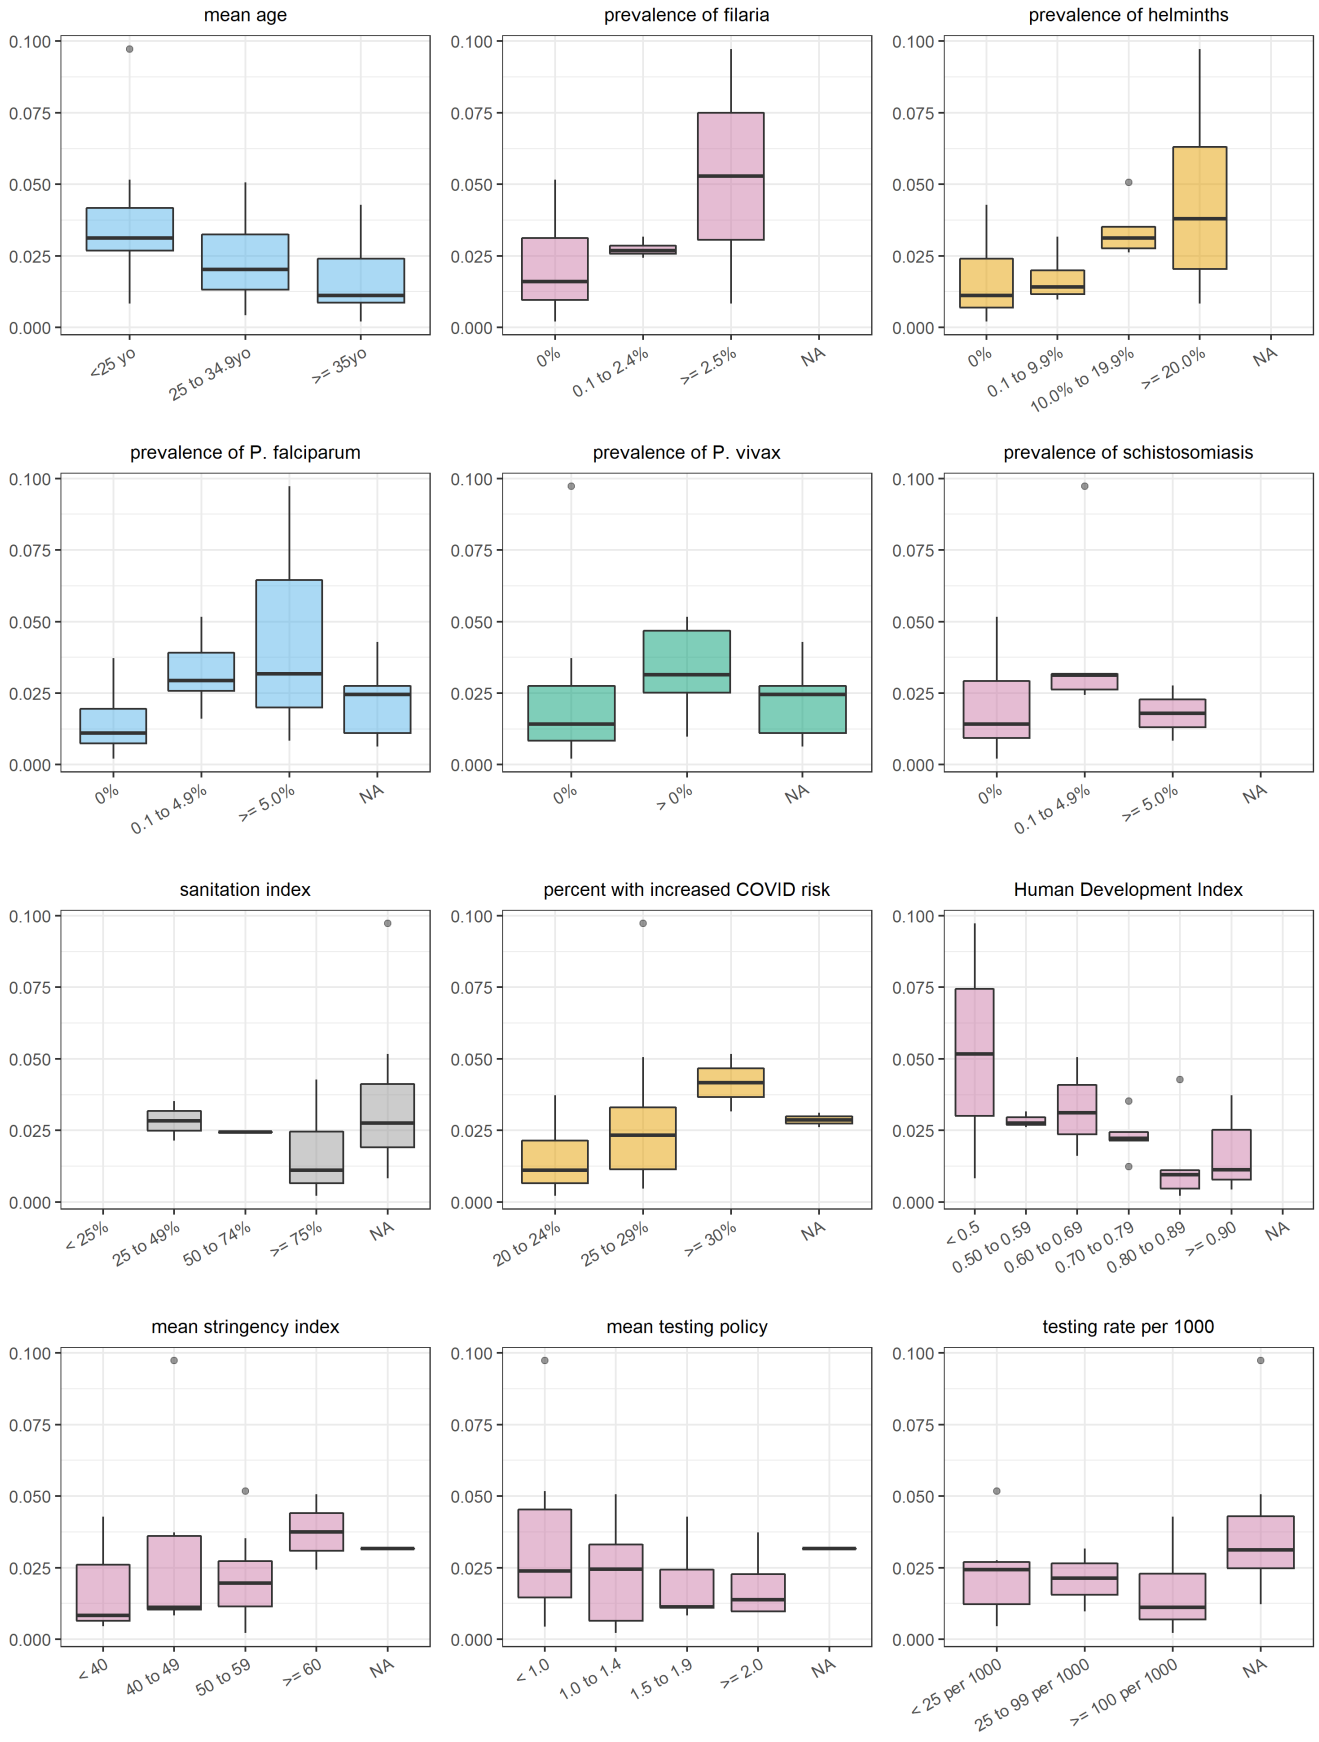 mean age
prevalence of filaria
prevalence of helminths
0.100
0.075
0.050
0.025
0.000
<25 yo
25 to 34.9yo
>= 35yo
0.100
0.075
0.050
0.025
0.000
0%
0.1 to 2.4%
>= 2.5%
NA
0.100
0.075
0.050
0.025
0.000
0%
0.1 to 9.9%
10.0% to 19.9%
>= 20.0%
NA
prevalence of P. falciparum
prevalence of P. vivax
prevalence of schistosomiasis
0.100
0.075
0.050
0.025
0.000
0%
0.1 to 4.9%
>= 5.0%
NA
0.100
0.075
0.050
0.025
0.000
0%
> 0%
NA
0.100
0.075
0.050
0.025
0.000
0%
0.1 to 4.9%
>= 5.0%
NA
sanitation index
percent with increased COVID risk
Human Development Index
0.100
0.075
0.050
0.025
0.000
< 25%
25 to 49%
50 to 74%
>= 75%
NA
0.100
0.075
0.050
0.025
0.000
20 to 24%
25 to 29%
>= 30%
NA
0.100
0.075
0.050
0.025
0.000
< 0.5
0.50 to 0.59
0.60 to 0.69
0.70 to 0.79
0.80 to 0.89
>= 0.90
NA
mean stringency index
mean testing policy
testing rate per 1000
0.100
0.075
0.050
0.025
0.000
< 40
40 to 49
50 to 59
>= 60
NA
0.100
0.075
0.050
0.025
0.000
< 1.0
1.0 to 1.4
1.5 to 1.9
>= 2.0
NA
0.100
0.075
0.050
0.025
0.000
< 25 per 1000
25 to 99 per 1000
>= 100 per 1000
NA